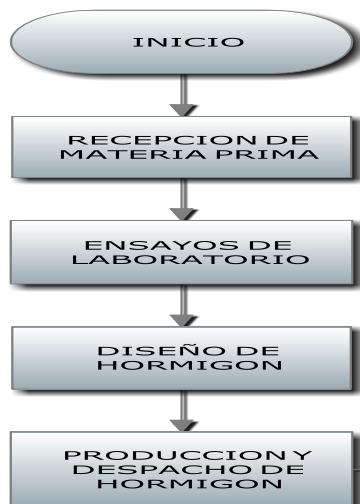 INICIO
RECEPCION DE
MATERIA PRIMA
ENSAYOS DE
LABORATORIO
DISEÑO DE
HORMIGON
PRODUCCION Y
DESPACHO DE
HORMIGON